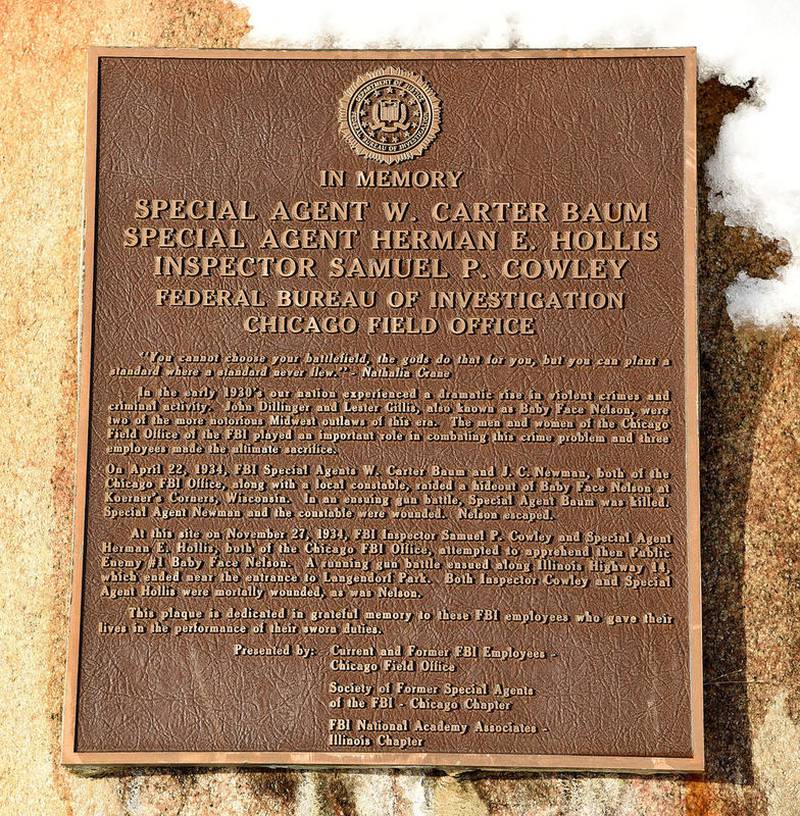 DEPARTMENT OF JUSTICE
FEDERAL BUREAU OF INVESTIGATION
IN MEMORY
SPECIAL AGENT W. CARTER BAUM
SPECIAL AGENT HERMAN E. HOLLIS
INSPECTOR SAMUEL P. COWLEY
FEDERAL BUREAU OF INVESTIGATION
CHICAGO FIELD OFFICE
"You cannot choose your battlefield, the gods do that for you, but you can plant a
standard where a standard never flew." - Nathalia Crane
In the early 1930's our nation experienced a dramatic rise in violent crimes and
criminal activity. John Dillinger and Lester Gillis, also known as Baby Face Nelson, were
two of the more notorious Midwest outlaws of this era. The men and women of the Chicago
Field Office of the FBI played an important role in combating this crime problem and three
employees made the ultimate sacrifice.
On April 22, 1934, FBI Special Agents W. Carter Baum and J. C. Newman, both of the
Chicago FBI Office, along with a local constable, raided a hideout of Baby Face Nelson at
Koerner's Corners, Wisconsin. In an ensuing gun battle, Special Agent Baum was killed.
Special Agent Newman and the constable were wounded. Nelson escaped.
At this site on November 27, 1934, FBI Inspector Samuel P. Cowley and Special Agent
Herman E. Hollis, both of the Chicago FBI Office, attempted to apprehend then Public
Enemy #1 Baby Face Nelson. A running gun battle ensued along Illinois Highway 14,
which ended near the entrance to Langendorf Park. Both Inspector Cowley and Special
Agent Hollis were mortally wounded, as was Nelson.
This plaque is dedicated in grateful memory to these FBI employees who gave their
lives in the performance of their sworn duties.
Presented by: Current and Former FBI Employees -
Chicago Field Office
Society of Former Special Agents
of the FBI - Chicago Chapter
FBI National Academy Associates -
Illinois Chapter